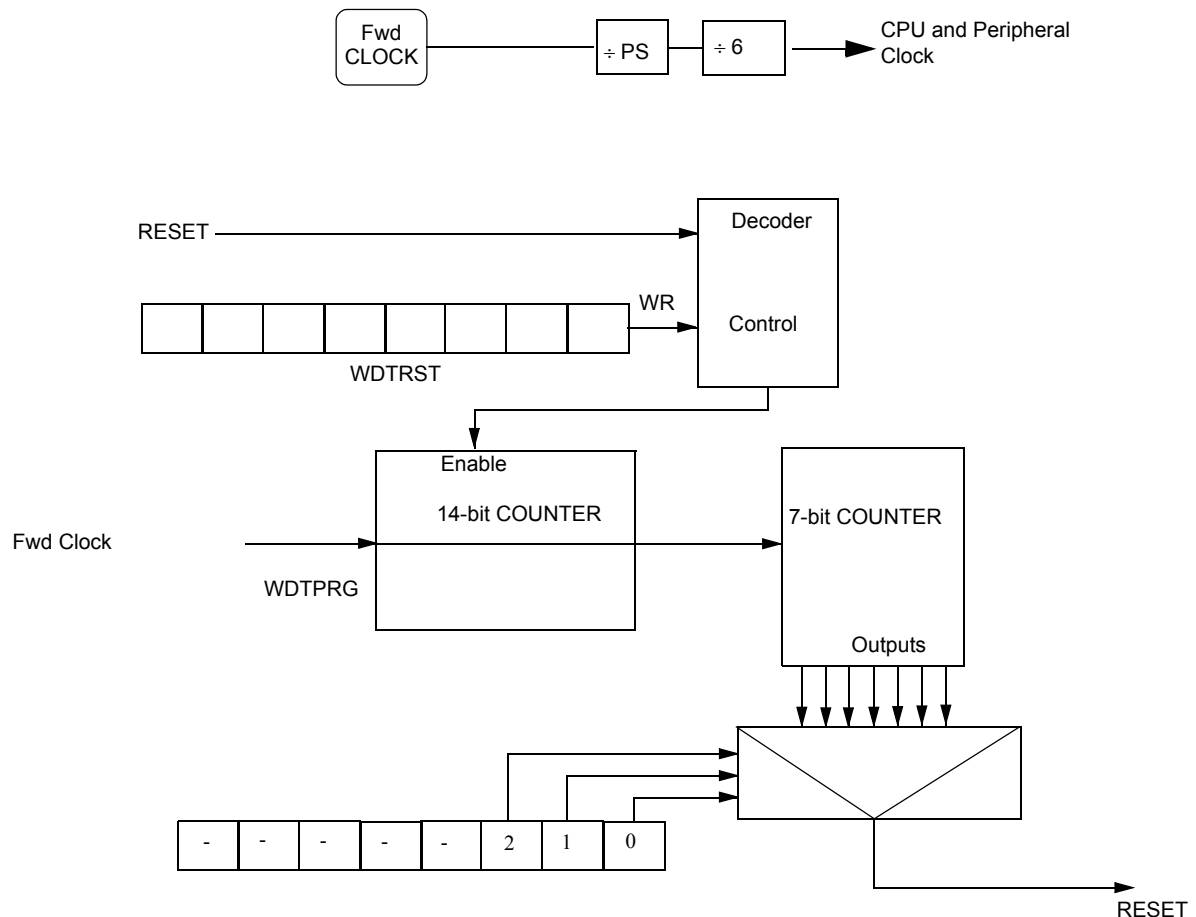 Fwd
CLOCK
÷ PS
÷ 6
CPU and Peripheral
Clock
RESET
Decoder
WR
Control
WDTRST
Enable
14-bit COUNTER
7-bit COUNTER
Fwd Clock
WDTPRG
Outputs
- - - - - 2 1 0
RESET